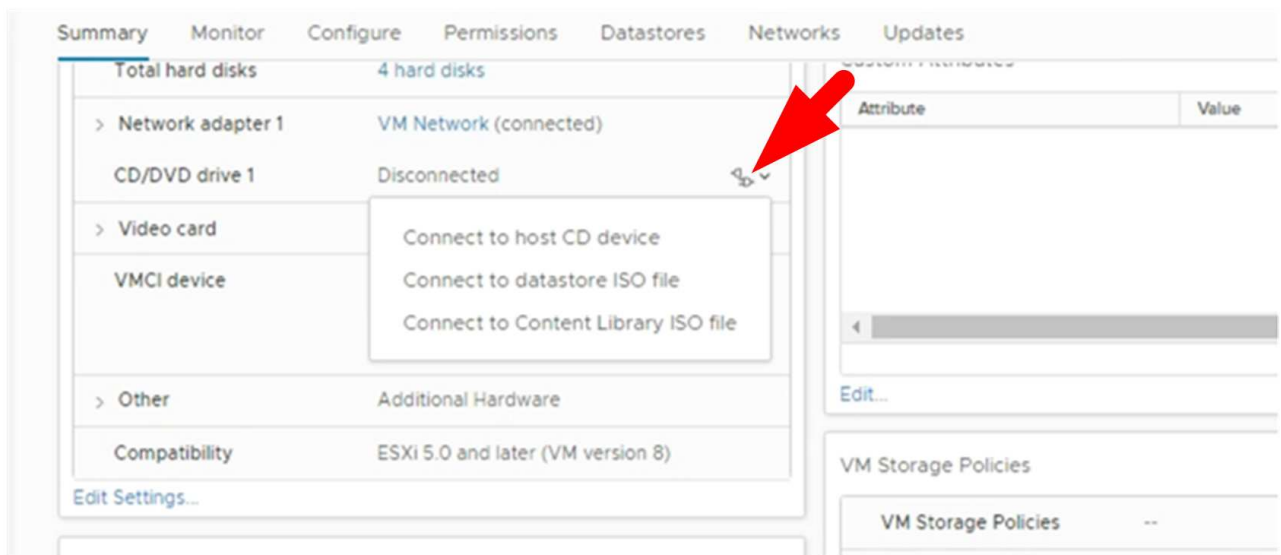 Summary Monitor Configure Permissions Datastores Networks Updates
Total hard disks 4 hard disks
> Network adapter 1 VM Network (connected)
CD/DVD drive 1 Disconnected
> Video card
Connect to host CD device
VMCI device
Connect to datastore ISO file
Connect to Content Library ISO file
> Other Additional Hardware
Compatibility ESXi 5.0 and later (VM version 8)
Edit Settings...
Custom Attributes
Attribute Value
Edit...
VM Storage Policies
VM Storage Policies --